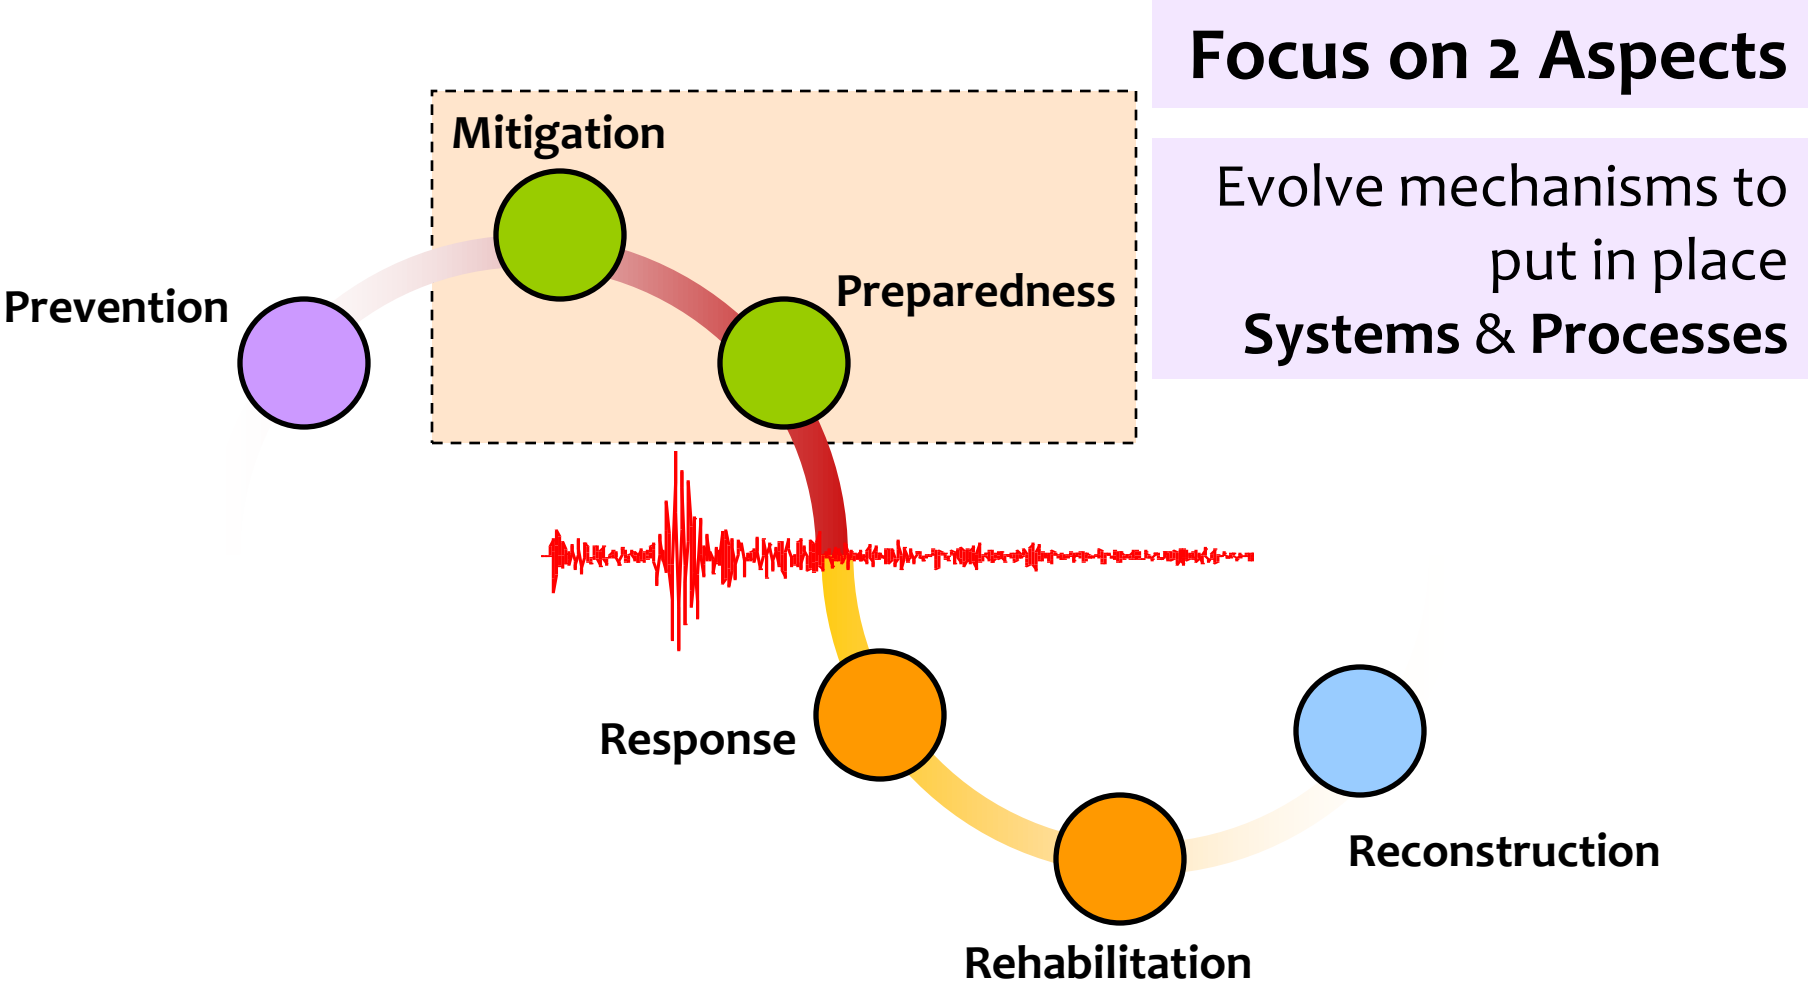 Focus on 2 Aspects
Evolve mechanisms to
put in place
Systems & Processes
Mitigation
Preparedness
Prevention
Response
Reconstruction
Rehabilitation